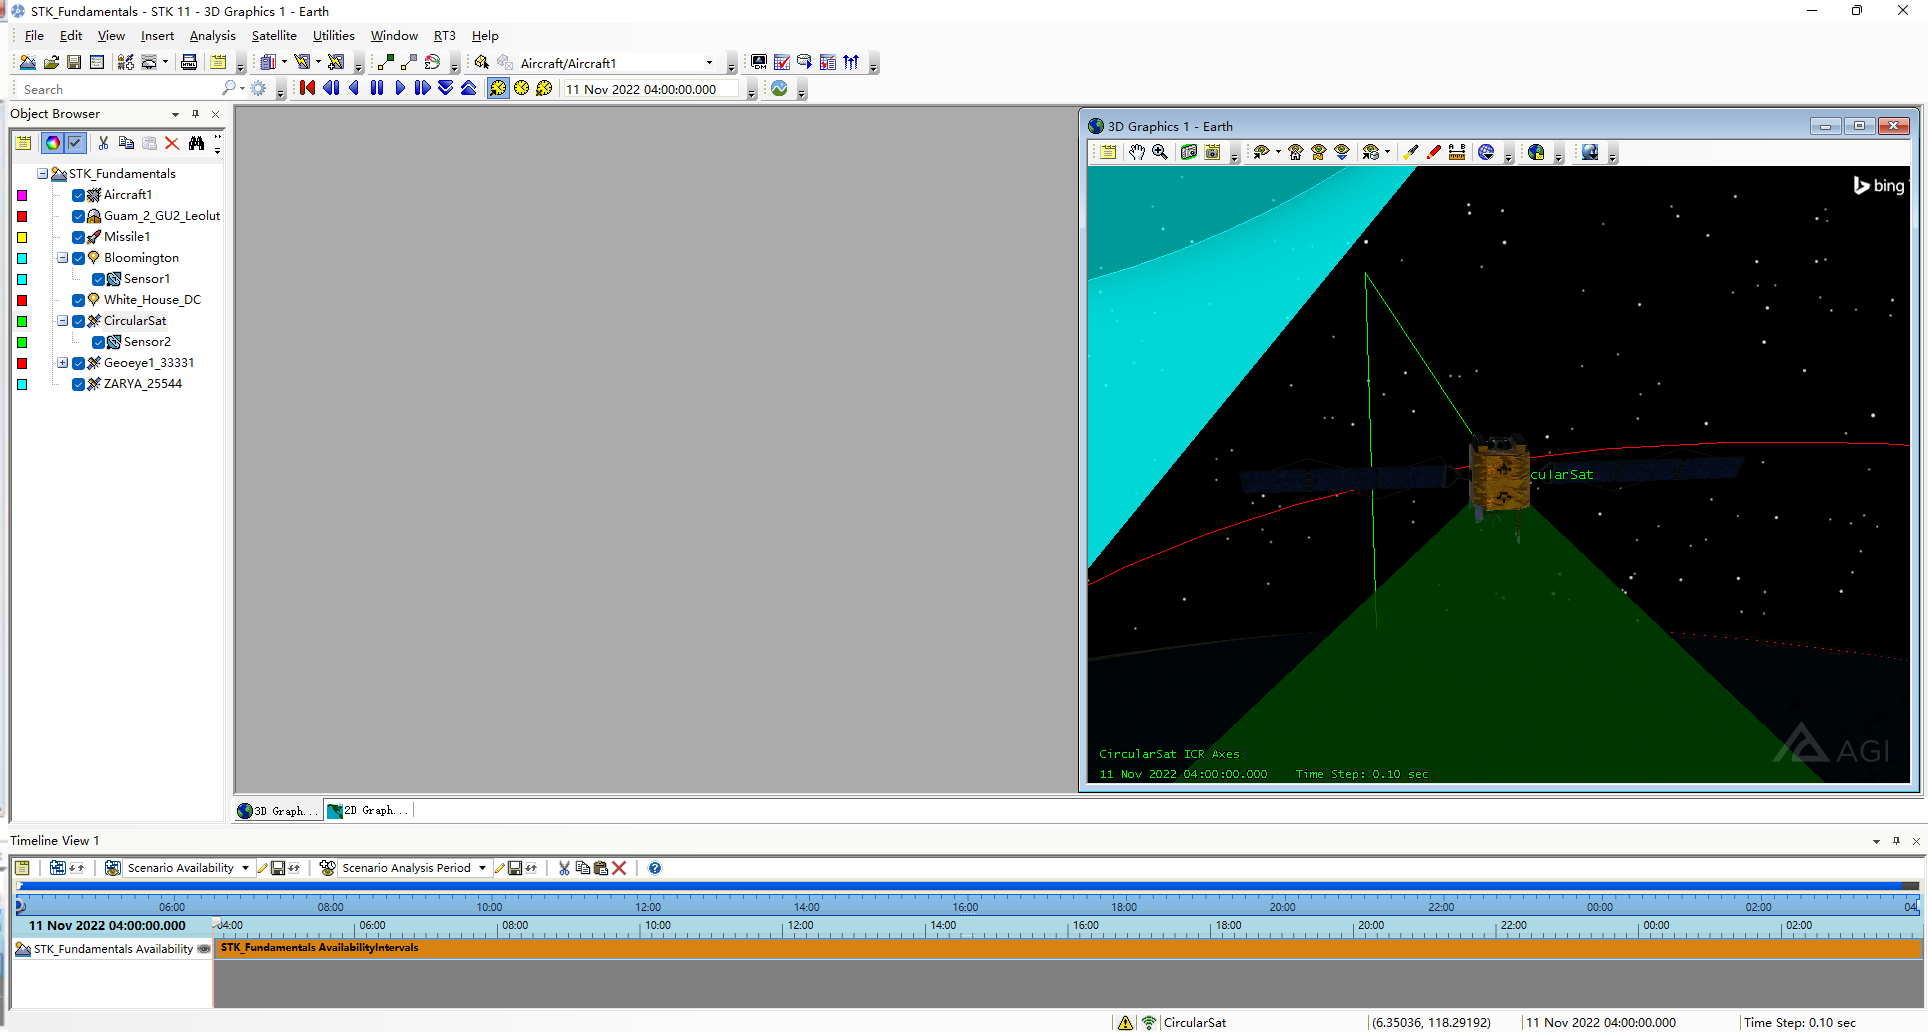 STK_Fundamentals - STK 11 - 3D Graphics 1 - Earth
File Edit View Insert Analysis Satellite Utilities Window RT3 Help
Aircraft/Aircraft1
Search
11 Nov 2022 04:00:00.000
Object Browser
STK_Fundamentals
Aircraft1
Guam_2_GU2_Leolut
Missile1
Bloomington
Sensor1
White_House_DC
CircularSat
Sensor2
Geoeye1_33331
ZARYA_25544
3D Graphics 1 - Earth
bing
cularSat
CircularSat ICR Axes
11 Nov 2022 04:00:00.000 Time Step: 0.10 sec
AGI
3D Graph...
2D Graph...
Timeline View 1
Scenario Availability
Scenario Analysis Period
06:00 08:00 10:00 12:00 14:00 16:00 18:00 20:00 22:00 00:00 02:00 04
11 Nov 2022 04:00:00.000
04:00 06:00 08:00 10:00 12:00 14:00 16:00 18:00 20:00 22:00 00:00 02:00
STK_Fundamentals Availability
STK_Fundamentals AvailabilityIntervals
CircularSat
(6.35036, 118.29192)
11 Nov 2022 04:00:00.000
Time Step: 0.10 sec